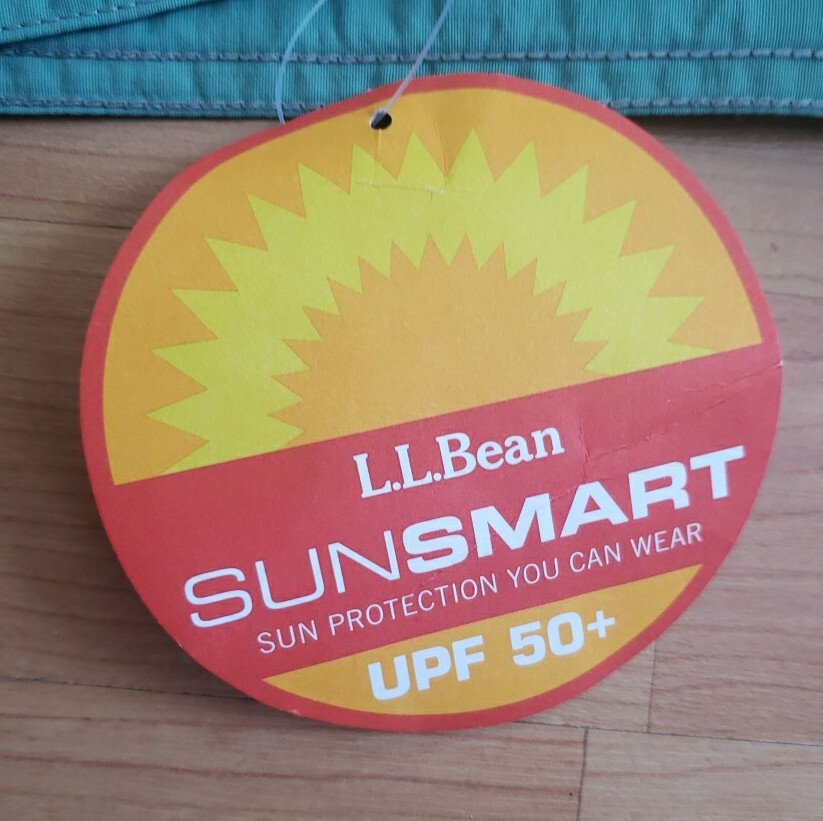 L.L.Bean
SUNSMART
SUN PROTECTION YOU CAN WEAR
UPF 50+